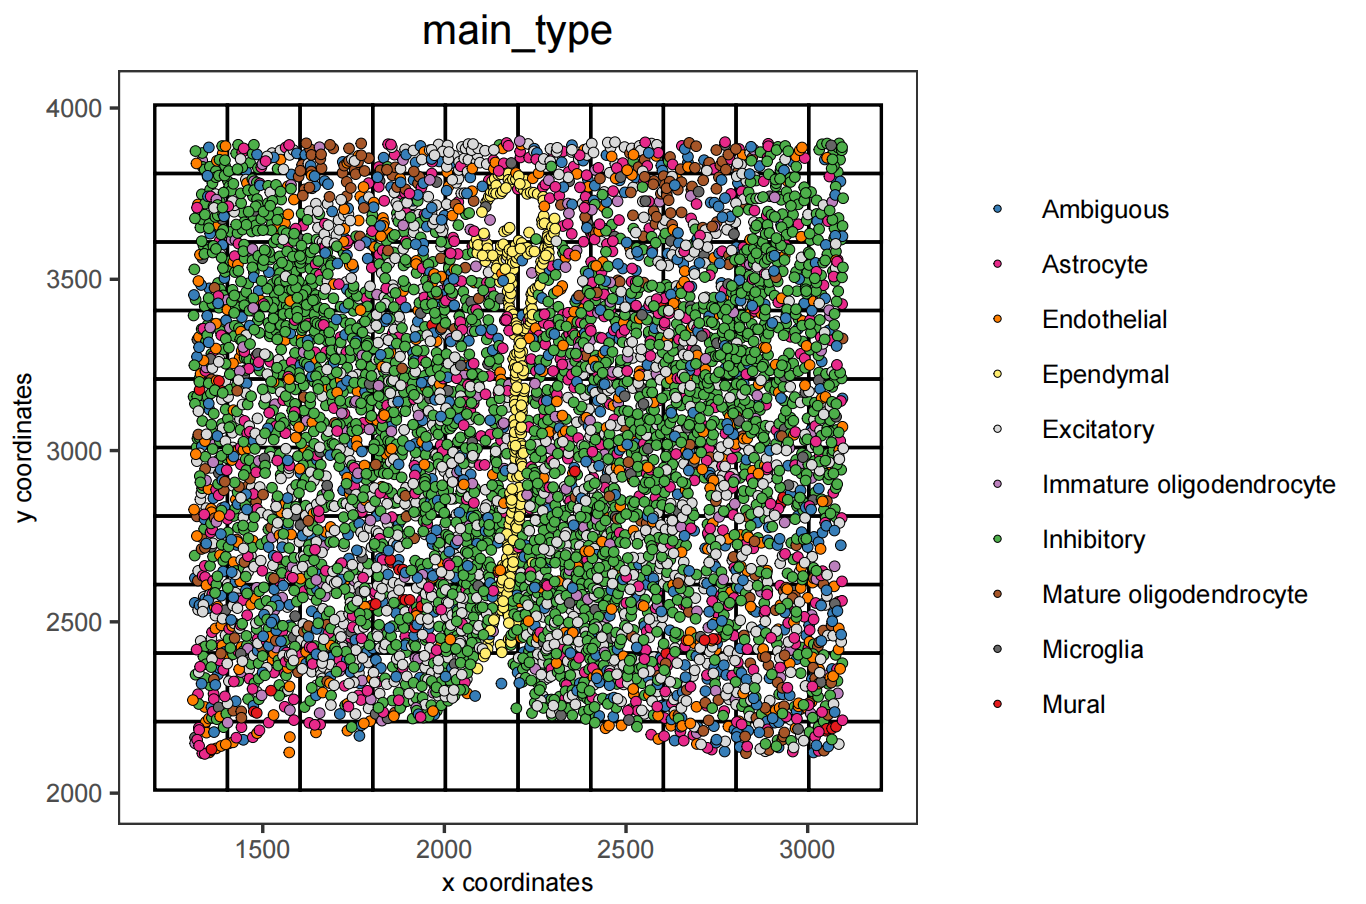 main_type
4000
3500
3000
2500
2000
y coordinates
1500
2000
2500
3000
x coordinates
Ambiguous
Astrocyte
Endothelial
Ependymal
Excitatory
Immature oligodendrocyte
Inhibitory
Mature oligodendrocyte
Microglia
Mural